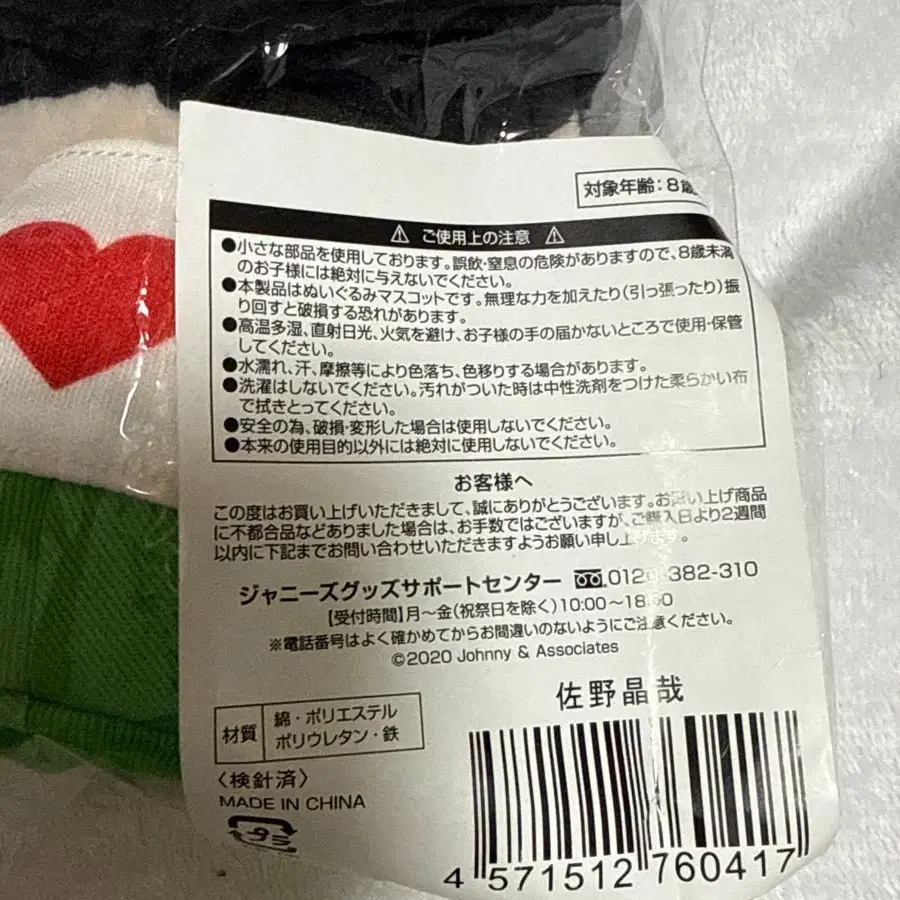 対象年齢:8歳
⚠ ご使用上の注意 ⚠
●小さな部品を使用しております。誤飲・窒息の危険がありますので、8歳未満
のお子様には絶対に与えないでください。
●本製品はぬいぐるみマスコットです。無理な力を加えたり(引っ張ったり)振
り回すと破損する恐れがあります。
●高温多湿、直射日光、火気を避け、お子様の手の届かないところで使用・保管
してください。
●水濡れ、汗、摩擦等により色落ち、色移りする場合があります。
●洗濯はしないでください。汚れがついた時は中性洗剤をつけた柔らかい布
で拭きとってください。
●安全の為、破損・変形した場合は使用しないでください。
●本来の使用目的以外には絶対に使用しないでください。
お客様へ
この度はお買い上げいただきまして、誠にありがとうございます。お買い上げ商品
に不都合品などありました場合は、お手数ではございますが、ご購入日より2週間
以内に下記までお問い合わせいただきますようお願い申し上げます。
ジャニーズグッズサポートセンター 0120-382-310
【受付時間】月〜金(祝祭日を除く)10:00〜18:00
※電話番号はよく確かめてからお間違いのないようにご注意ください。
©2020 Johnny & Associates
佐野晶哉
材質 綿・ポリエステル
ポリウレタン・鉄
〈検針済〉
MADE IN CHINA
プラ
4 571512 760417